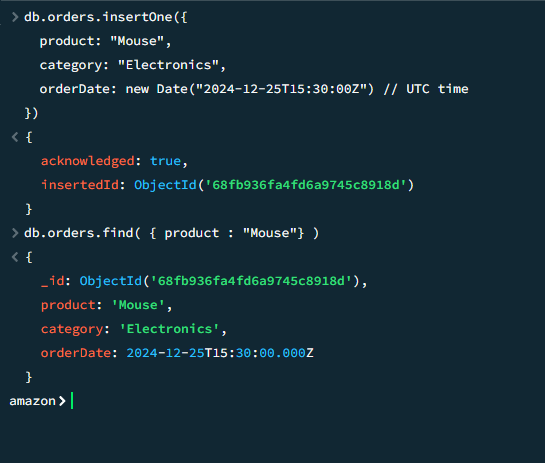 > db.orders.insertOne({
product: "Mouse",
category: "Electronics",
orderDate: new Date("2024-12-25T15:30:00Z") // UTC time
})
< {
acknowledged: true,
insertedId: ObjectId('68fb936fa4fd6a9745c8918d')
}
> db.orders.find( { product : "Mouse"} )
< {
_id: ObjectId('68fb936fa4fd6a9745c8918d'),
product: 'Mouse',
category: 'Electronics',
orderDate: 2024-12-25T15:30:00.000Z
}
amazon>